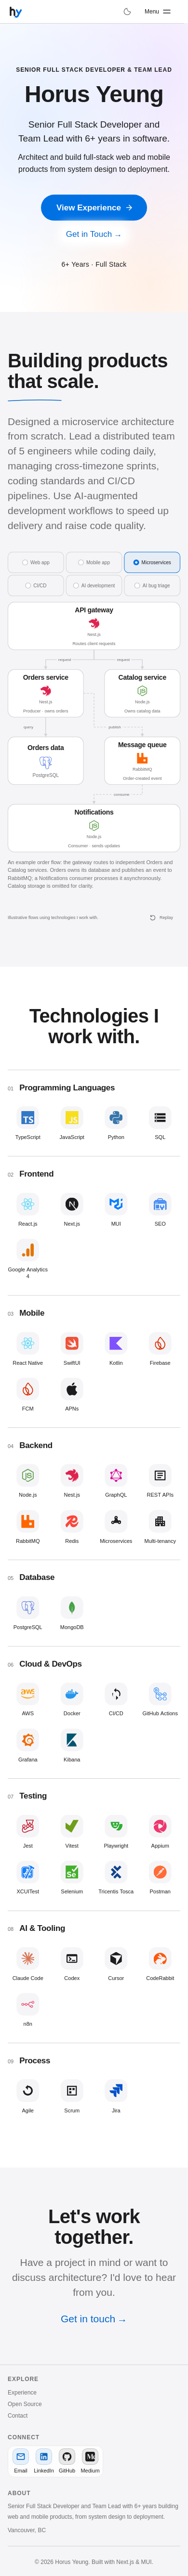 hy
Menu
SENIOR FULL STACK DEVELOPER & TEAM LEAD
Horus Yeung
Senior Full Stack Developer and
Team Lead with 6+ years in software.
Architect and build full-stack web and mobile
products from system design to deployment.
View Experience →
Get in Touch →
6+ Years · Full Stack
Building products
that scale.
Designed a microservice architecture
from scratch. Lead a distributed team
of 5 engineers while coding daily,
managing cross-timezone sprints,
coding standards and CI/CD
pipelines. Use AI-augmented
development workflows to speed up
delivery and raise code quality.
Web app
Mobile app
Microservices
CI/CD
AI development
AI bug triage
API gateway
Nest.js
Routes client requests
request
request
Orders service
Nest.js
Producer · owns orders
Catalog service
Node.js
Owns catalog data
query
publish
Orders data
PostgreSQL
Message queue
RabbitMQ
Order-created event
consume
Notifications
Node.js
Consumer · sends updates
An example order flow: the gateway routes to independent Orders and
Catalog services. Orders owns its database and publishes an event to
RabbitMQ; a Notifications consumer processes it asynchronously.
Catalog storage is omitted for clarity.
Illustrative flows using technologies I work with
Replay
Technologies I
work with.
01 Programming Languages
TypeScript
JavaScript
Python
SQL
02 Frontend
React.js
Next.js
MUI
SEO
Google Analytics
4
03 Mobile
React Native
SwiftUI
Kotlin
Firebase
FCM
APNs
04 Backend
Node.js
Nest.js
GraphQL
REST APIs
RabbitMQ
Redis
Microservices
Multi-tenancy
05 Database
PostgreSQL
MongoDB
06 Cloud & DevOps
AWS
Docker
CI/CD
GitHub Actions
Grafana
Kibana
07 Testing
Jest
Vitest
Playwright
Appium
XCUITest
Selenium
Tricentis Tosca
Postman
08 AI & Tooling
Claude Code
Codex
Cursor
CodeRabbit
n8n
09 Process
Agile
Scrum
Jira
Let's work
together.
Have a project in mind or want to
discuss architecture? I'd love to hear
from you.
Get in touch →
EXPLORE
Experience
Open Source
Contact
CONNECT
Email
LinkedIn
GitHub
Medium
ABOUT
Senior Full Stack Developer and Team Lead with 6+ years building
web and mobile products, from system design to deployment.
Vancouver, BC
© 2026 Horus Yeung. Built with Next.js & MUI.